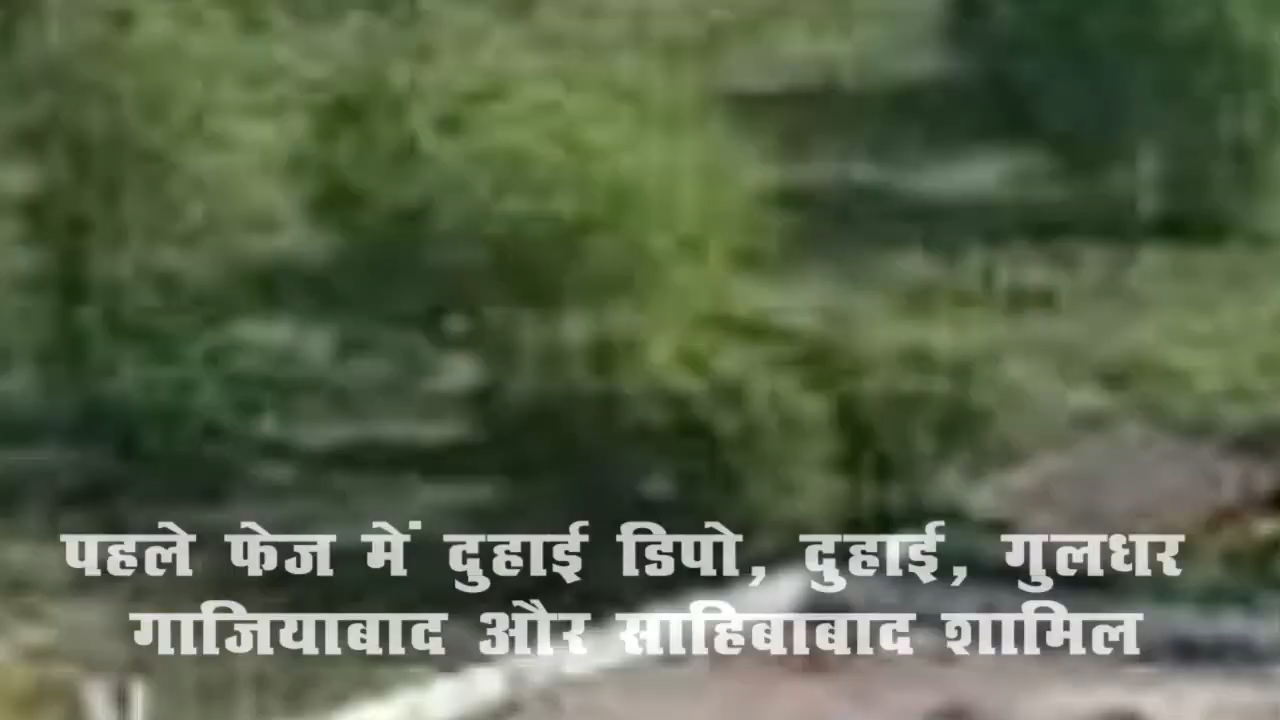 पहले फेज में दुहाई डिपो, दुहाई, गुलधर
गाजियाबाद और साहिबाबाद शामिल